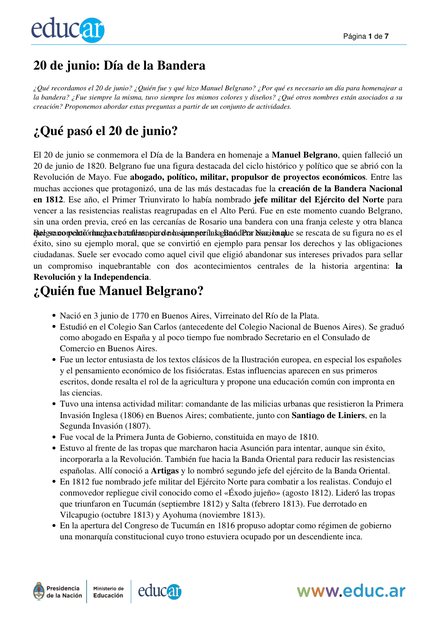 educar
Página 1 de 7
20 de junio: Día de la Bandera
¿Qué recordamos el 20 de junio? ¿Quién fue y qué hizo Manuel Belgrano? ¿Por qué es necesario un día para homenajear a
la bandera? ¿Fue siempre la misma, tuvo siempre los mismos colores y diseños? ¿Qué otros nombres están asociados a su
creación? Proponemos abordar estas preguntas a partir de un conjunto de actividades.
¿Qué pasó el 20 de junio?
El 20 de junio se conmemora el Día de la Bandera en homenaje a Manuel Belgrano, quien falleció un
20 de junio de 1820. Belgrano fue una figura destacada del ciclo histórico y político que se abrió con la
Revolución de Mayo. Fue abogado, político, militar, propulsor de proyectos económicos. Entre las
muchas acciones que protagonizó, una de las más destacadas fue la creación de la Bandera Nacional
en 1812. Ese año, el Primer Triunvirato lo había nombrado jefe militar del Ejército del Norte para
vencer a las resistencias realistas reagrupadas en el Alto Perú. Fue en este momento cuando Belgrano,
sin una orden previa, creó en las cercanías de Rosario una bandera con una franja celeste y otra blanca
se rescata de su figura no es el
éxito, sino su ejemplo moral, que se convirtió en ejemplo para pensar los derechos y las obligaciones
ciudadanas. Suele ser evocado como aquel civil que eligió abandonar sus intereses privados para sellar
un compromiso inquebrantable con dos acontecimientos centrales de la historia argentina: la
Revolución y la Independencia.
¿Quién fue Manuel Belgrano?
• Nació en 3 junio de 1770 en Buenos Aires, Virreinato del Río de la Plata.
• Estudió en el Colegio San Carlos (antecedente del Colegio Nacional de Buenos Aires). Se graduó
como abogado en España y al poco tiempo fue nombrado Secretario en el Consulado de
Comercio en Buenos Aires.
• Fue un lector entusiasta de los textos clásicos de la Ilustración europea, en especial los españoles
y el pensamiento económico de los fisiócratas. Estas influencias aparecen en sus primeros
escritos, donde resalta el rol de la agricultura y propone una educación común con impronta en
las ciencias.
• Tuvo una intensa actividad militar: comandante de las milicias urbanas que resistieron la Primera
Invasión Inglesa (1806) en Buenos Aires; combatiente, junto con Santiago de Liniers, en la
Segunda Invasión (1807).
• Fue vocal de la Primera Junta de Gobierno, constituida en mayo de 1810.
• Estuvo al frente de las tropas que marcharon hacia Asunción para intentar, aunque sin éxito,
incorporarla a la Revolución. También fue hacia la Banda Oriental para reducir las resistencias
españolas. Allí conoció a Artigas y lo nombró segundo jefe del ejército de la Banda Oriental.
• En 1812 fue nombrado jefe militar del Ejército Norte para combatir a los realistas. Condujo el
conmovedor repliegue civil conocido como el «Éxodo jujeño» (agosto 1812). Lideró las tropas
que triunfaron en Tucumán (septiembre 1812) y Salta (febrero 1813). Fue derrotado en
Vilcapugio (octubre 1813) y Ayohuma (noviembre 1813).
• En la apertura del Congreso de Tucumán en 1816 propuso adoptar como régimen de gobierno
una monarquía constitucional cuyo trono estuviera ocupado por un descendiente inca.
Presidencia
de la Nación
Ministerio de
Educación
educar
www.educ.ar